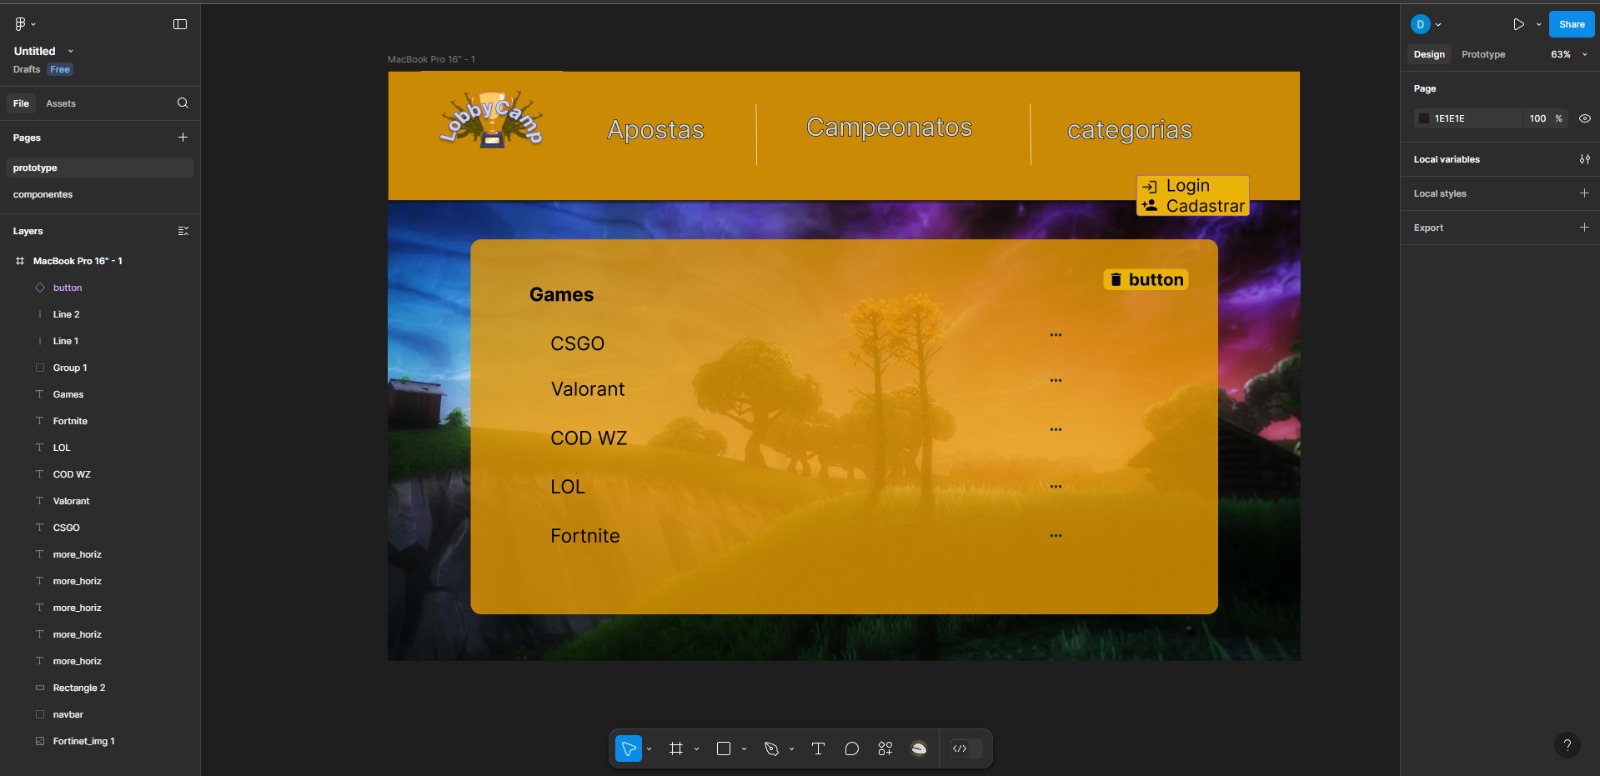 Untitled
Drafts Free
File Assets
Pages
prototype
componentes
Layers
MacBook Pro 16" - 1
button
Line 2
Line 1
Group 1
Games
Fortnite
LOL
COD WZ
Valorant
CSGO
more_horiz
more_horiz
more_horiz
more_horiz
more_horiz
Rectangle 2
navbar
Fortinet_img 1
MacBook Pro 16" - 1
LobbyCamp
Apostas
Campeonatos
categorias
Login
Cadastrar
button
Games
CSGO
Valorant
COD WZ
LOL
Fortnite
D
Share
Design Prototype 63%
Page
1E1E1E 100 %
Local variables
Local styles
Export
?